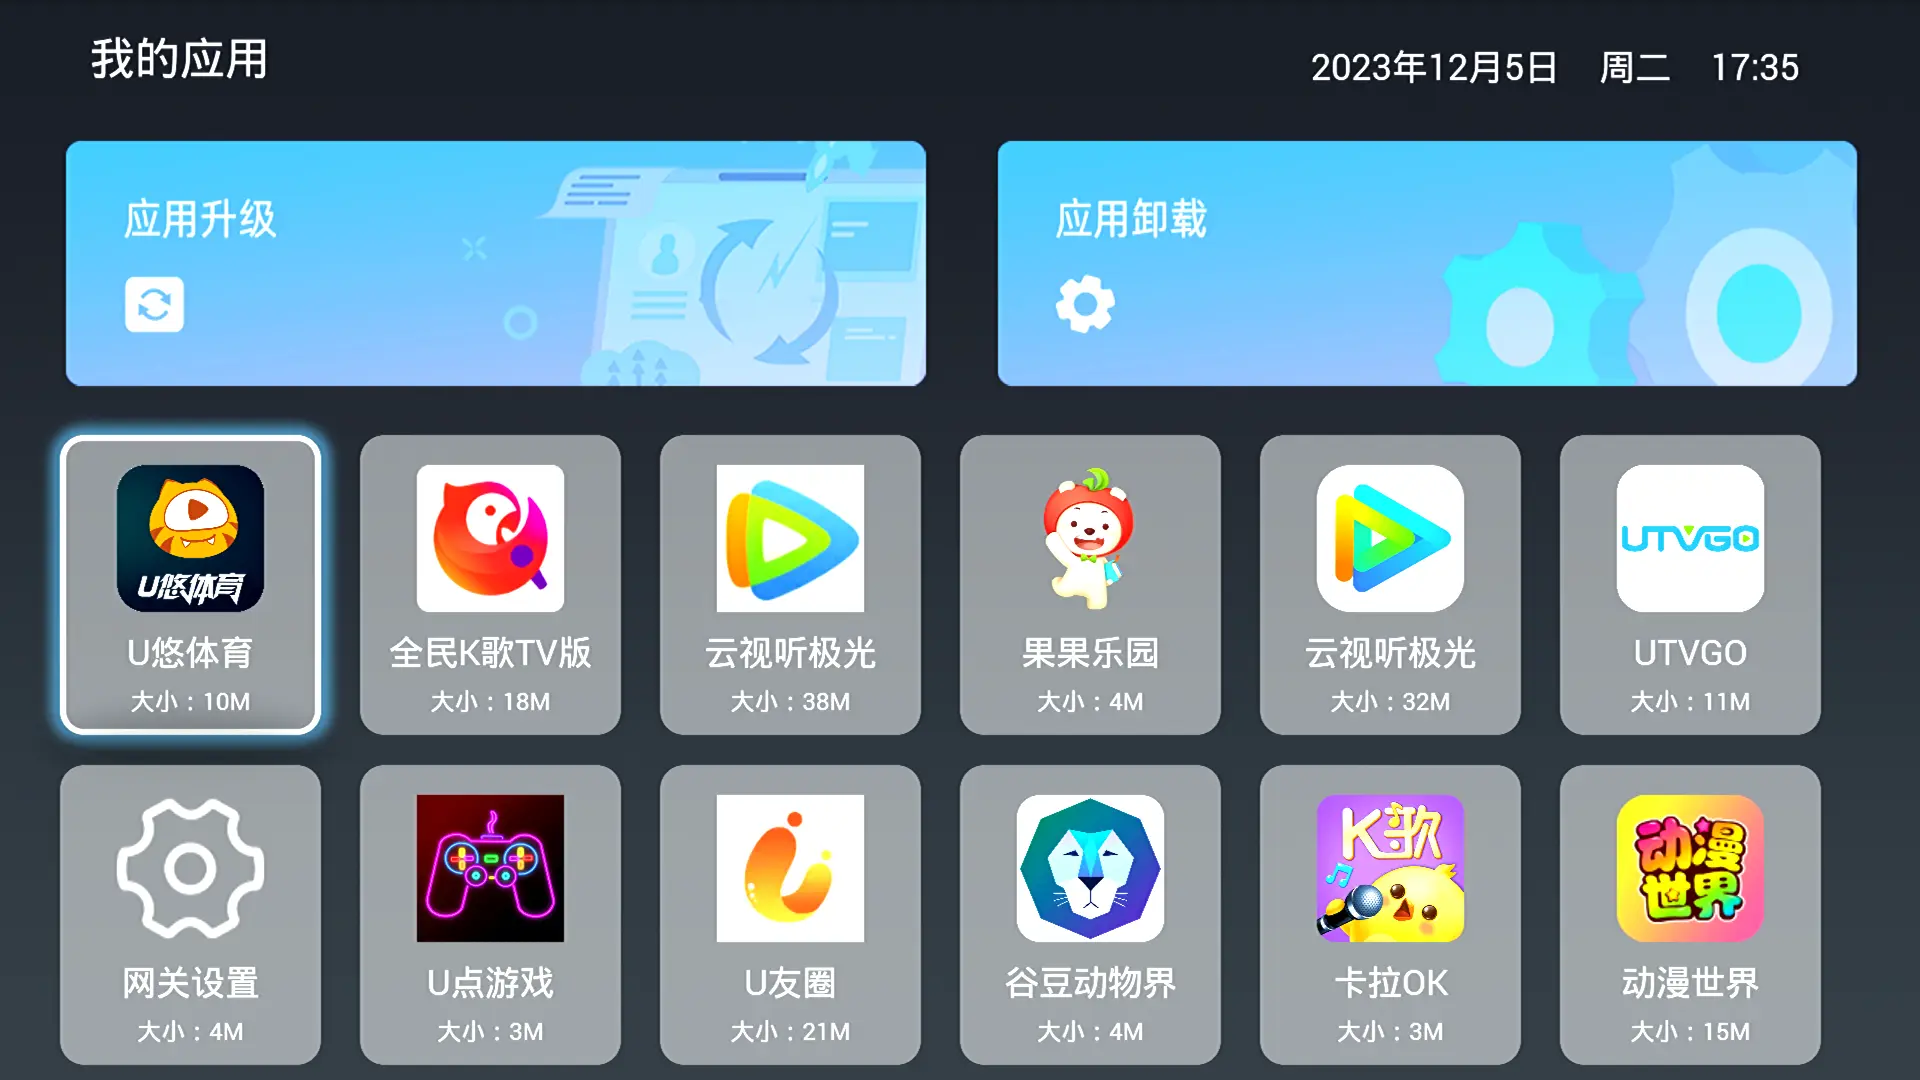 我的应用
2023年12月5日 周二 17:35
应用升级
应用卸载
U悠体育
UTVGO
U悠体育
全民K歌TV版
云视听极光
果果乐园
云视听极光
UTVGO
大小：10M
大小：18M
大小：38M
大小：4M
大小：32M
大小：11M
K歌
动漫世界
网关设置
U点游戏
U友圈
谷豆动物界
卡拉OK
动漫世界
大小：4M
大小：3M
大小：21M
大小：4M
大小：3M
大小：15M